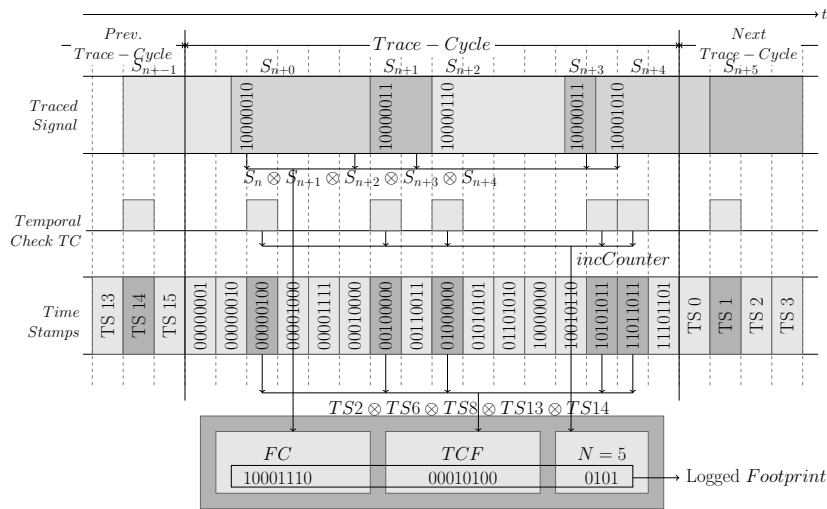 t
Prev.
Trace − Cycle
Trace − Cycle
Next
Trace − Cycle
S_{n+−1}
S_{n+0}
S_{n+1}
S_{n+2}
S_{n+3}
S_{n+4}
S_{n+5}
Traced
Signal
10000010
10000011
10000110
10000011
10001010
S_n ⊗ S_{n+1} ⊗ S_{n+2} ⊗ S_{n+3} ⊗ S_{n+4}
Temporal
Check TC
incCounter
Time
Stamps
TS 13
TS 14
TS 15
00000001
00000010
00000100
00001000
00001111
00010000
00100000
00110011
01000000
01010101
01101010
10000000
10010110
10101011
11011011
11101101
TS 0
TS 1
TS 2
TS 3
TS2 ⊗ TS6 ⊗ TS8 ⊗ TS13 ⊗ TS14
FC
TCF
N = 5
10001110
00010100
0101
Logged Footprint